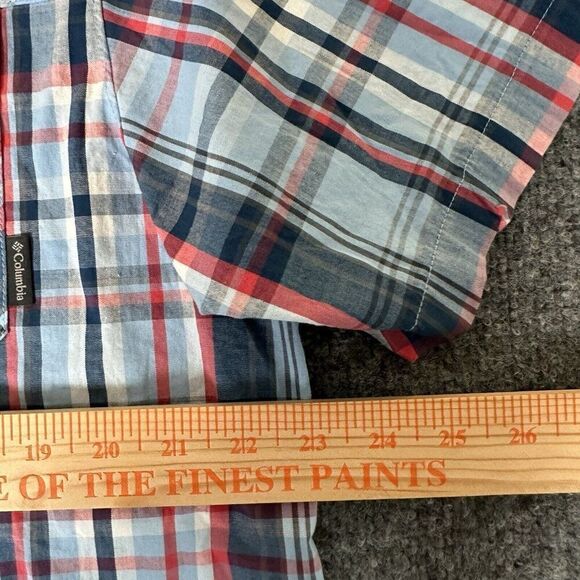 Columbia
19 20 21 22 23 24 25 26
E OF THE FINEST PAINTS